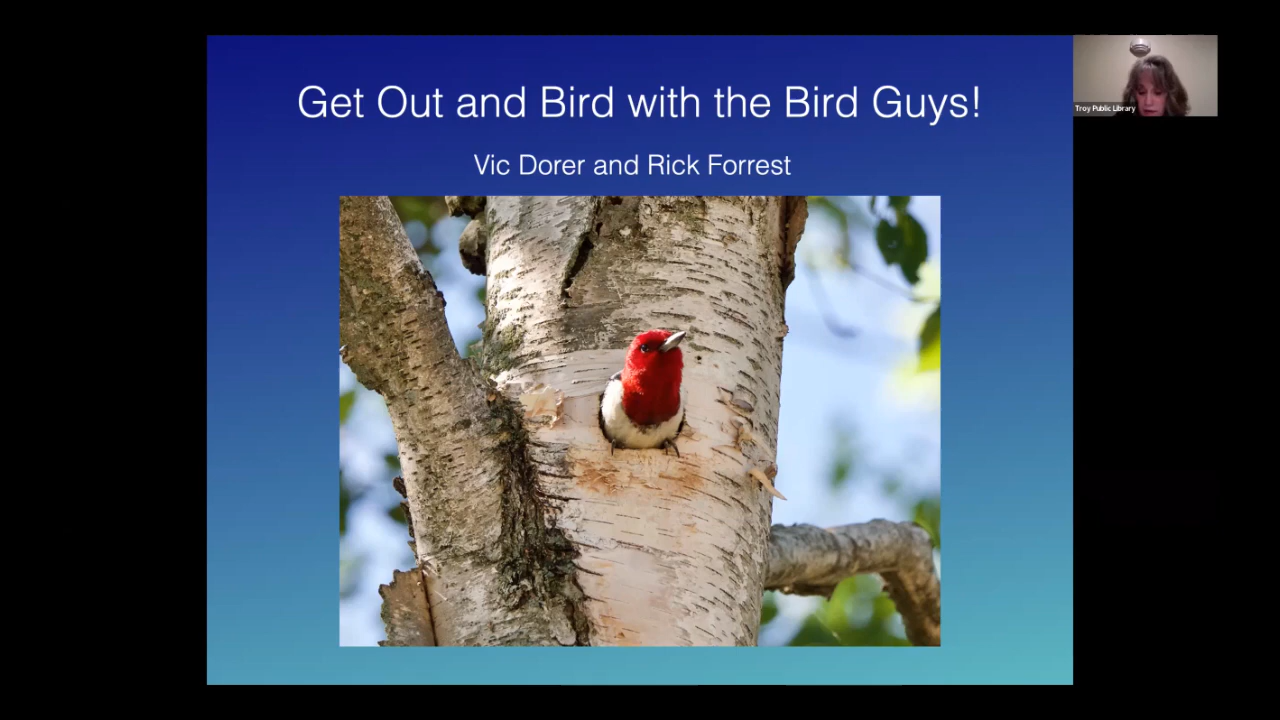 Get Out and Bird with the Bird Guys!
Vic Dorer and Rick Forrest
Troy Public Library